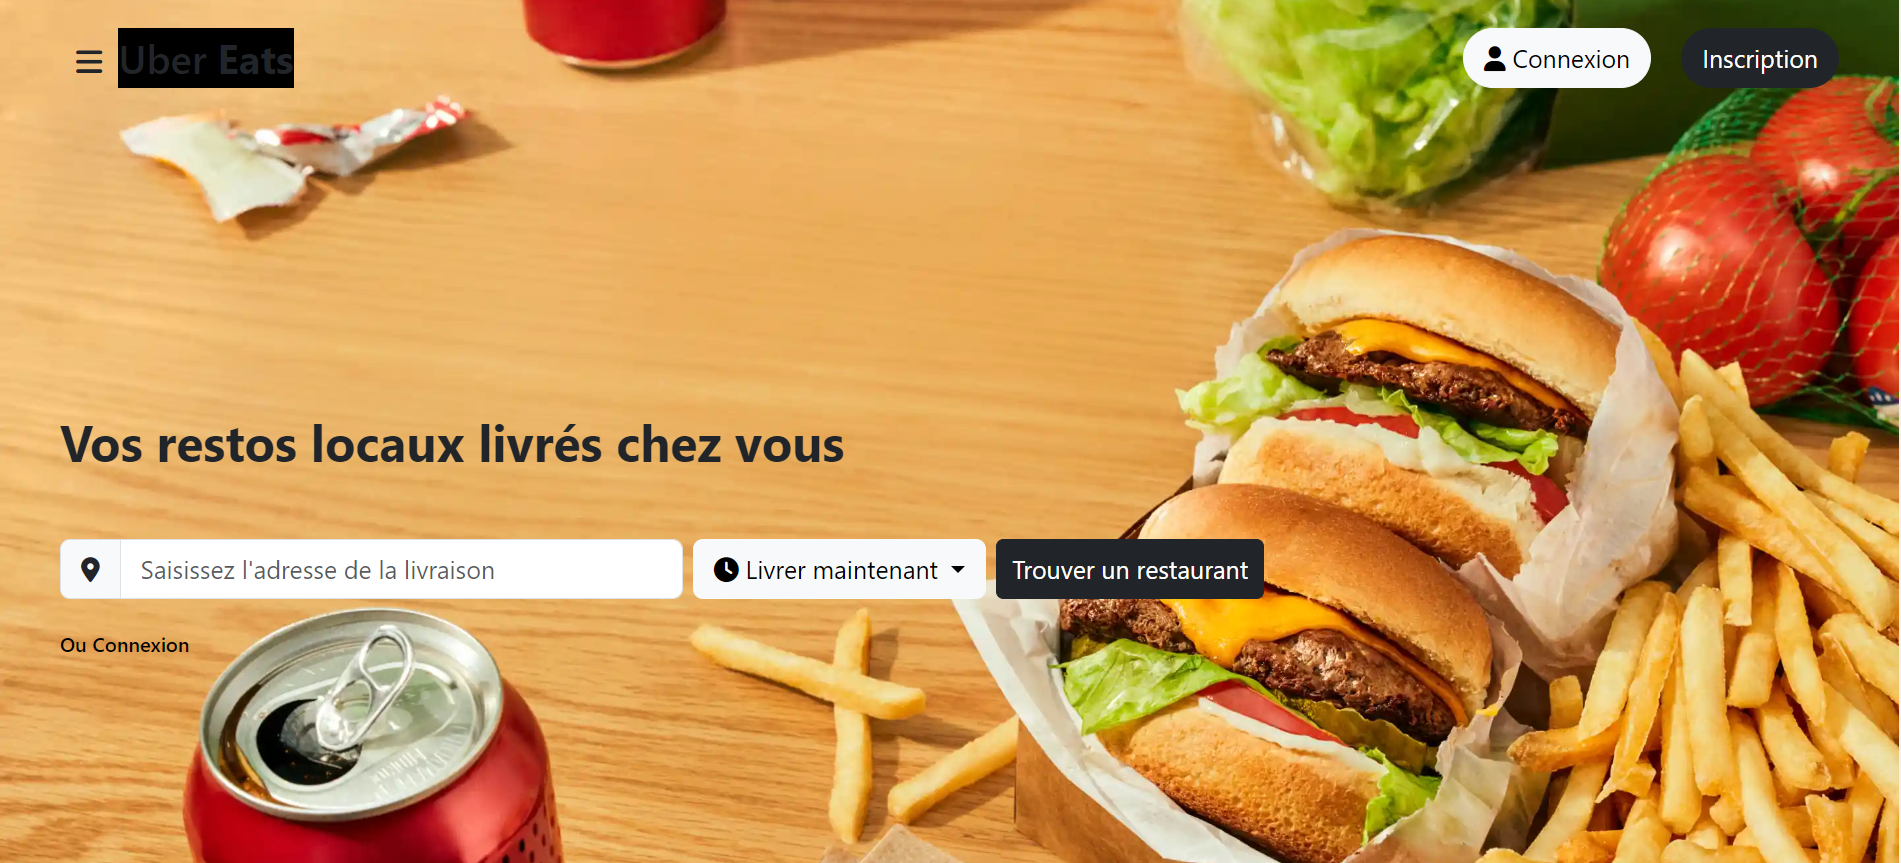 Uber Eats
Connexion
Inscription
Vos restos locaux livrés chez vous
Saisissez l'adresse de la livraison
Livrer maintenant
Trouver un restaurant
Ou Connexion